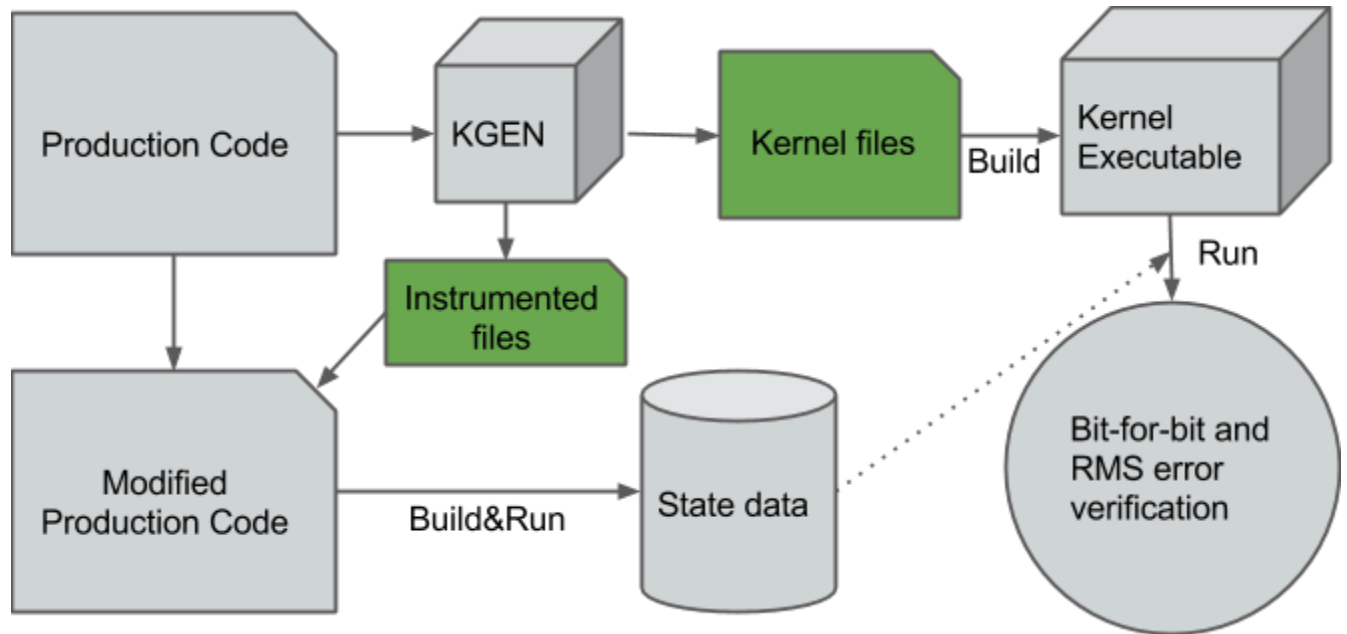 Production Code
KGEN
Kernel files
Build
Kernel
Executable
Run
Instrumented
files
Modified
Production Code
Build&Run
State data
Bit-for-bit and
RMS error
verification